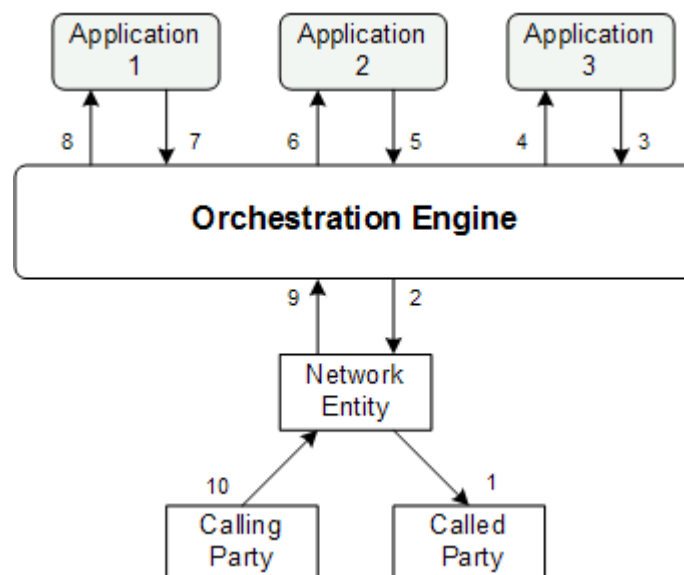 Application
1
Application
2
Application
3
8
7
6
5
4
3
Orchestration Engine
9
2
Network
Entity
10
1
Calling
Party
Called
Party